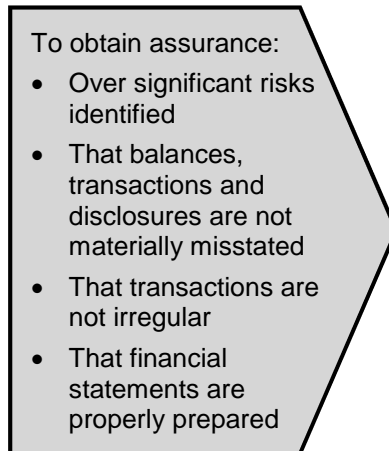 To obtain assurance:
• Over significant risks
identified
• That balances,
transactions and
disclosures are not
materially misstated
• That transactions are
not irregular
• That financial
statements are
properly prepared